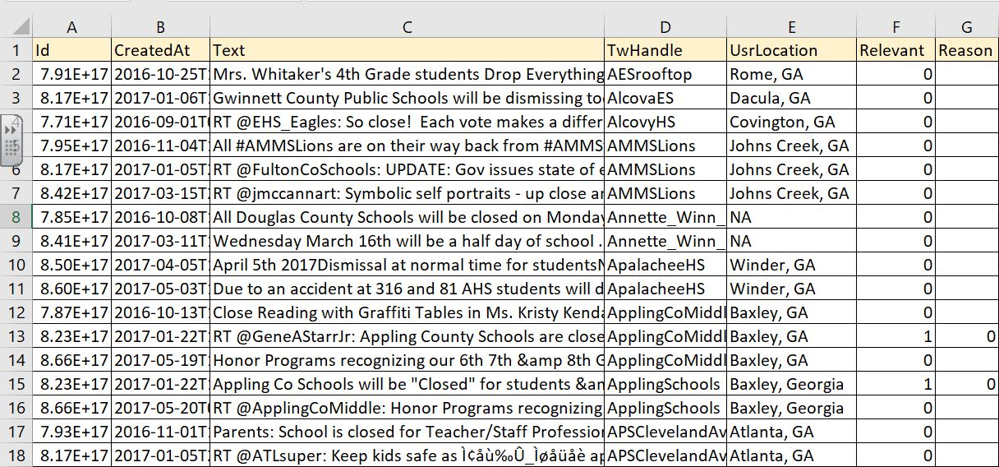 A B C D E F G
1 Id CreatedAt Text TwHandle UsrLocation Relevant Reason
2 7.91E+17 2016-10-25T Mrs. Whitaker's 4th Grade students Drop Everything AESrooftop Rome, GA 0
3 8.17E+17 2017-01-06T Gwinnett County Public Schools will be dismissing to AlcovaES Dacula, GA 0
4 7.71E+17 2016-09-01T RT @EHS_Eagles: So close! Each vote makes a differ AlcovyHS Covington, GA 0
5 7.95E+17 2016-11-04T All #AMMSLions are on their way back from #AMMS AMMSLions Johns Creek, GA 0
6 8.17E+17 2017-01-05T RT @FultonCoSchools: UPDATE: Gov issues state of e AMMSLions Johns Creek, GA 0
7 8.42E+17 2017-03-15T RT @jmccannart: Symbolic self portraits - up close an AMMSLions Johns Creek, GA 0
8 7.85E+17 2016-10-08T All Douglas County Schools will be closed on Monday Annette_Winn_ NA 0
9 8.41E+17 2017-03-11T Wednesday March 16th will be a half day of school . Annette_Winn_ NA 0
10 8.50E+17 2017-04-05T April 5th 2017Dismissal at normal time for students ApalacheeHS Winder, GA 0
11 8.60E+17 2017-05-03T Due to an accident at 316 and 81 AHS students will d ApalacheeHS Winder, GA 0
12 7.87E+17 2016-10-13T Close Reading with Graffiti Tables in Ms. Kristy Kenda ApplingCoMiddl Baxley, GA 0
13 8.23E+17 2017-01-22T RT @GeneAStarrJr: Appling County Schools are close ApplingCoMiddl Baxley, GA 1 0
14 8.66E+17 2017-05-19T Honor Programs recognizing our 6th 7th &amp 8th G ApplingCoMiddl Baxley, GA 0
15 8.23E+17 2017-01-22T Appling Co Schools will be "Closed" for students &an ApplingSchools Baxley, Georgia 1 0
16 8.66E+17 2017-05-20T RT @ApplingCoMiddle: Honor Programs recognizing ApplingSchools Baxley, Georgia 0
17 7.93E+17 2016-11-01T Parents: School is closed for Teacher/Staff Profession APSClevelandAv Atlanta, GA 0
18 8.17E+17 2017-01-05T RT @ATLsuper: Keep kids safe as Ì¢åù‰Û_Ìøåüåè ap APSClevelandAv Atlanta, GA 0